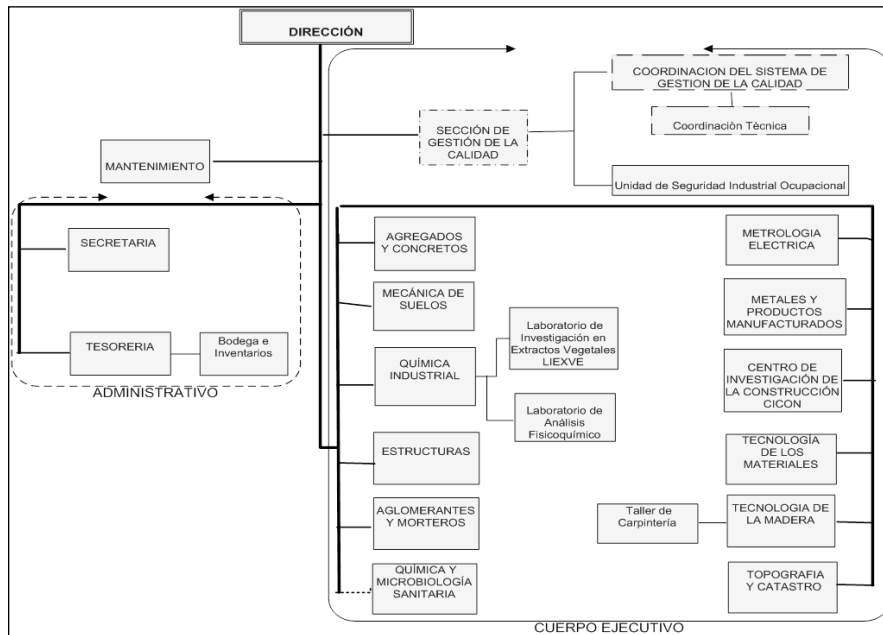 DIRECCIÓN
COORDINACION DEL SISTEMA DE
GESTION DE LA CALIDAD
Coordinaciòn Tècnica
SECCIÓN DE
GESTIÓN DE LA
CALIDAD
MANTENIMIENTO
Unidad de Seguridad Industrial Ocupacional
SECRETARIA
TESORERIA
Bodega e
Inventarios
ADMINISTRATIVO
AGREGADOS
Y CONCRETOS
MECÁNICA DE
SUELOS
QUÍMICA
INDUSTRIAL
Laboratorio de
Investigación en
Extractos Vegetales
LIEXVE
Laboratorio de
Análisis
Fisicoquímico
ESTRUCTURAS
AGLOMERANTES
Y MORTEROS
QUÍMICA Y
MICROBIOLOGÍA
SANITARIA
METROLOGIA
ELECTRICA
METALES Y
PRODUCTOS
MANUFACTURADOS
CENTRO DE
INVESTIGACIÓN DE
LA CONSTRUCCIÓN
CICON
TECNOLOGÍA
DE LOS
MATERIALES
Taller de
Carpintería
TECNOLOGIA DE
LA MADERA
TOPOGRAFIA
Y CATASTRO
CUERPO EJECUTIVO